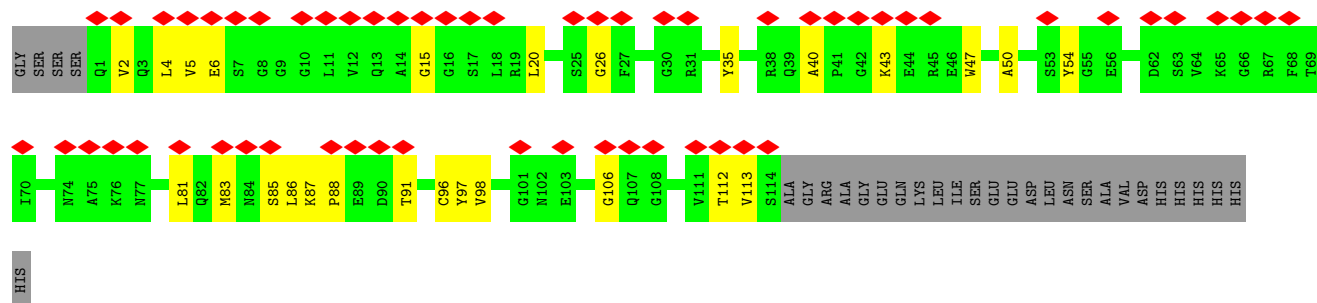 GLY SER SER SER Q1 V2 Q3 L4 V5 E6 S7 G8 G9 G10 L11 V12 Q13 A14 G15 G16 S17 L18 R19 L20 S25 G26 F27 G30 R31 Y35 R38 Q39 A40 P41 G42 K43 E44 R45 E46 W47 A50 S53 Y54 G55 E56 D62 S63 V64 K65 G66 R67 F68 T69
I70 N74 A75 K76 N77 L81 Q82 M83 N84 S85 L86 K87 P88 E89 D90 T91 C96 Y97 V98 G101 N102 E103 G106 Q107 G108 V111 T112 V113 S114 ALA GLY ARG ALA GLY GLU GLN LYS LEU ILE SER GLU GLU ASP LEU ASN SER ALA VAL ASP HIS HIS HIS HIS HIS
HIS